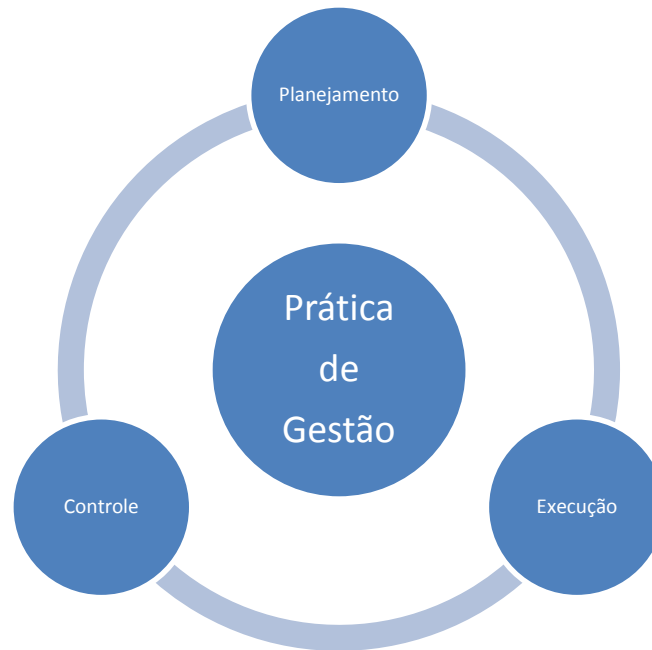 Planejamento
Prática
de
Gestão
Controle
Execução